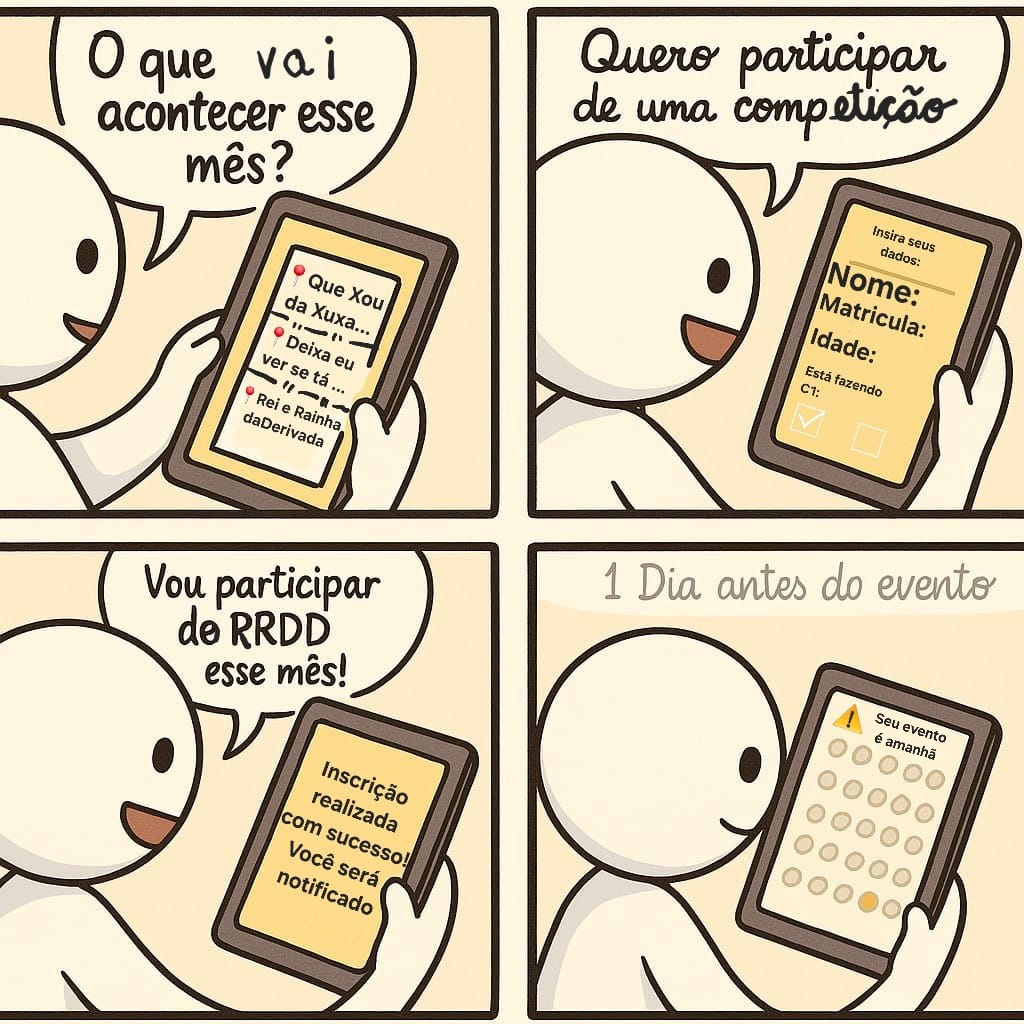 O que vai
acontecer esse
mês?
📍Que Xou
da Xuxa...
📍Deixa eu
ver se tá ...
📍Rei e Rainha
daDerivada
Quero participar
de uma competição
Insira seus
dados:
Nome:
Matricula:
Idade:
Está fazendo
C1:
Vou participar
do RRDD
esse mês!
Inscrição
realizada
com sucesso!
Você será
notificado
1 Dia antes do evento
⚠️ Seu evento
é amanhã